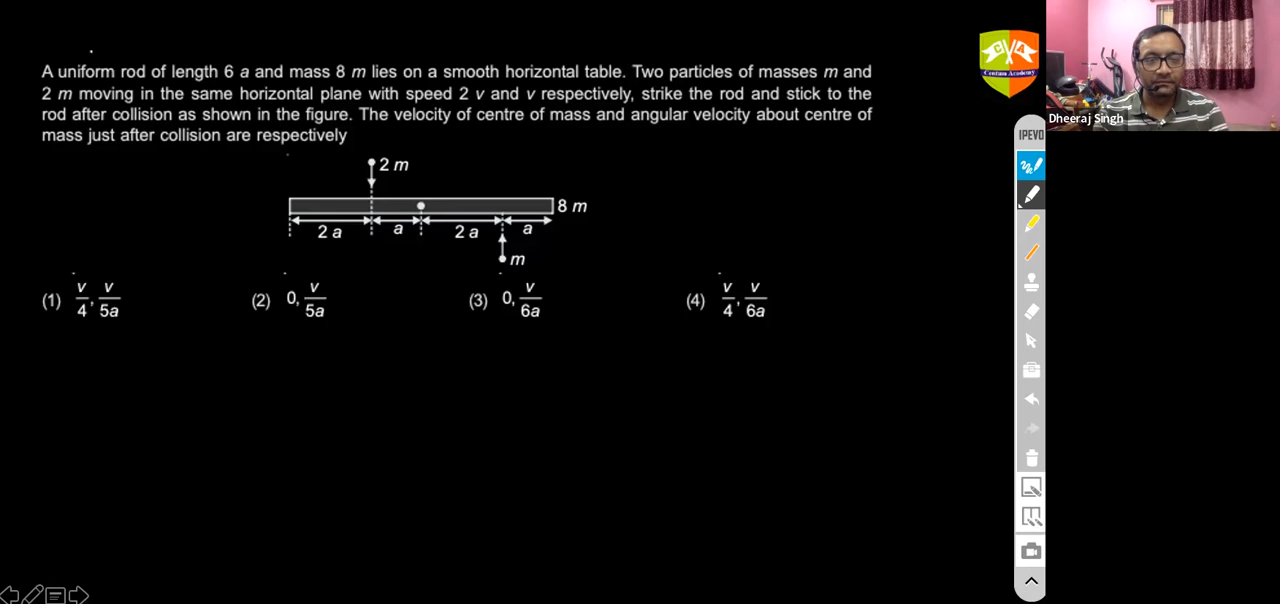 A uniform rod of length 6 a and mass 8 m lies on a smooth horizontal table. Two particles of masses m and
2 m moving in the same horizontal plane with speed 2 v and v respectively, strike the rod and stick to the
rod after collision as shown in the figure. The velocity of centre of mass and angular velocity about centre of
mass just after collision are respectively
2 m
8 m
2 a a 2 a a
m
(1) v/4, v/5a (2) 0, v/5a (3) 0, v/6a (4) v/4, v/6a
CA
Centum Academy
Dheeraj Singh
IPEVO